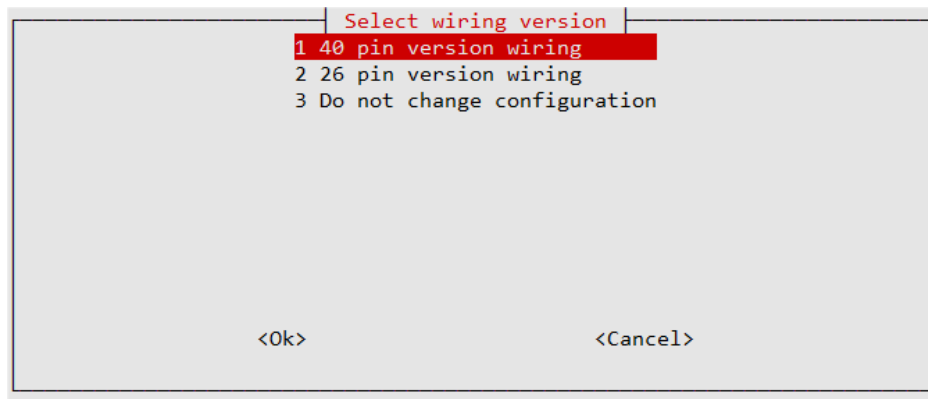 Select wiring version
1 40 pin version wiring
2 26 pin version wiring
3 Do not change configuration
<Ok> <Cancel>